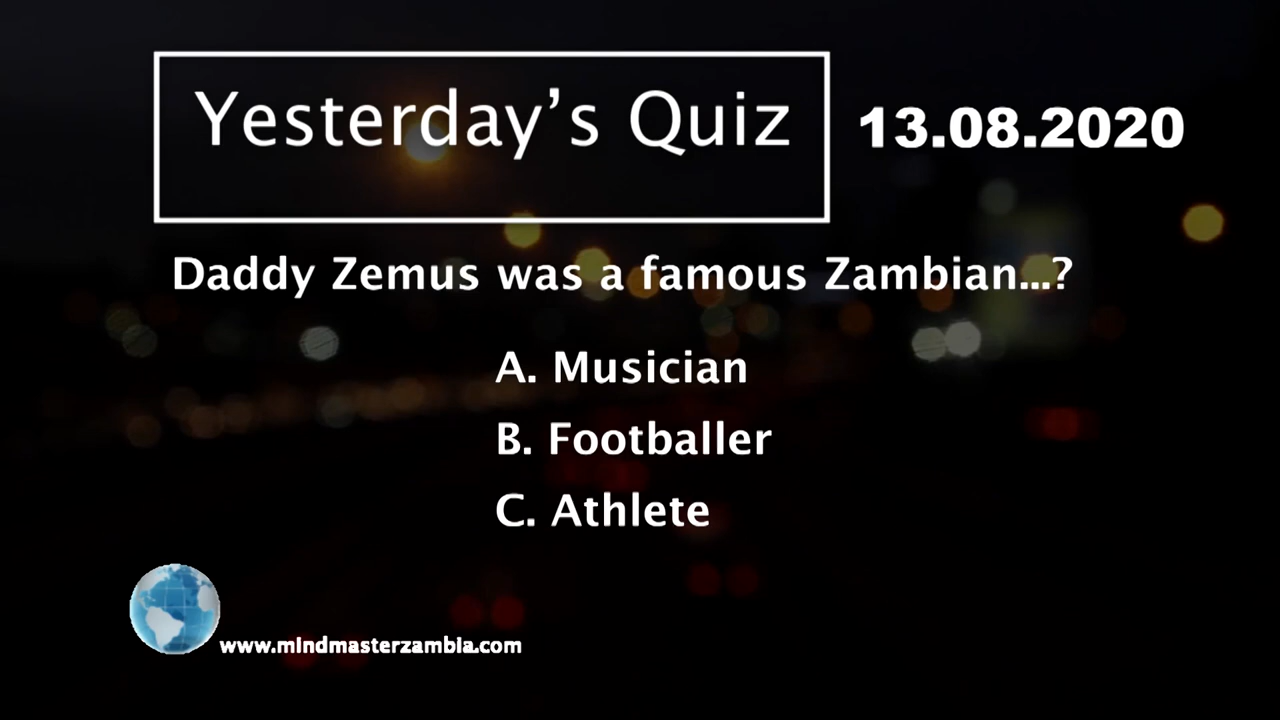 Yesterday's Quiz
13.08.2020
Daddy Zemus was a famous Zambian...?
A. Musician
B. Footballer
C. Athlete
www.mindmasterzambia.com